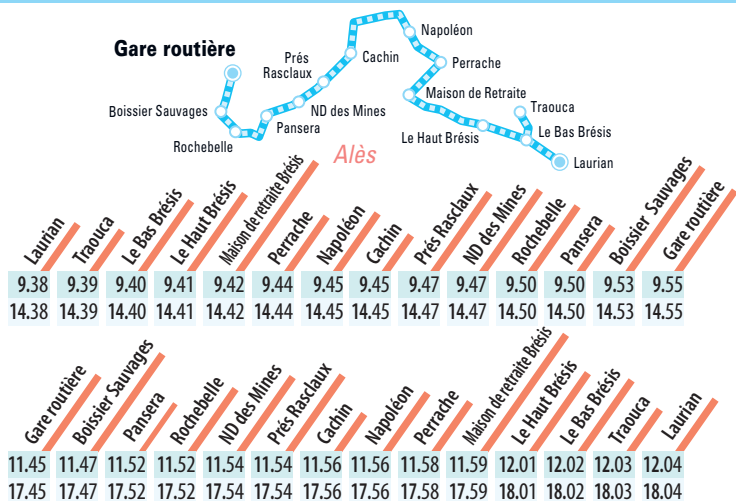 Gare routière
Napoléon
Prés
Rasclaux
Cachin
Perrache
Maison de Retraite
Boissier Sauvages
ND des Mines
Traouca
Pansera
Rochebelle
Le Haut Brésis
Le Bas Brésis
Alès
Laurian
Laurian Traouca Le Bas Brésis Le Haut Brésis Maison de retraite Brésis Perrache Napoléon Cachin Prés Rasclaux ND des Mines Rochebelle Pansera Boissier Sauvages Gare routière
9.38 9.39 9.40 9.41 9.42 9.44 9.45 9.45 9.47 9.47 9.50 9.50 9.53 9.55
14.38 14.39 14.40 14.41 14.42 14.44 14.45 14.45 14.47 14.47 14.50 14.50 14.53 14.55
Gare routière Boissier Sauvages Pansera Rochebelle ND des Mines Prés Rasclaux Cachin Napoléon Perrache Maison de retraite Brésis Le Haut Brésis Le Bas Brésis Traouca Laurian
11.45 11.47 11.52 11.52 11.54 11.54 11.56 11.56 11.58 11.59 12.01 12.02 12.03 12.04
17.45 17.47 17.52 17.52 17.54 17.54 17.56 17.56 17.58 17.59 18.01 18.02 18.03 18.04